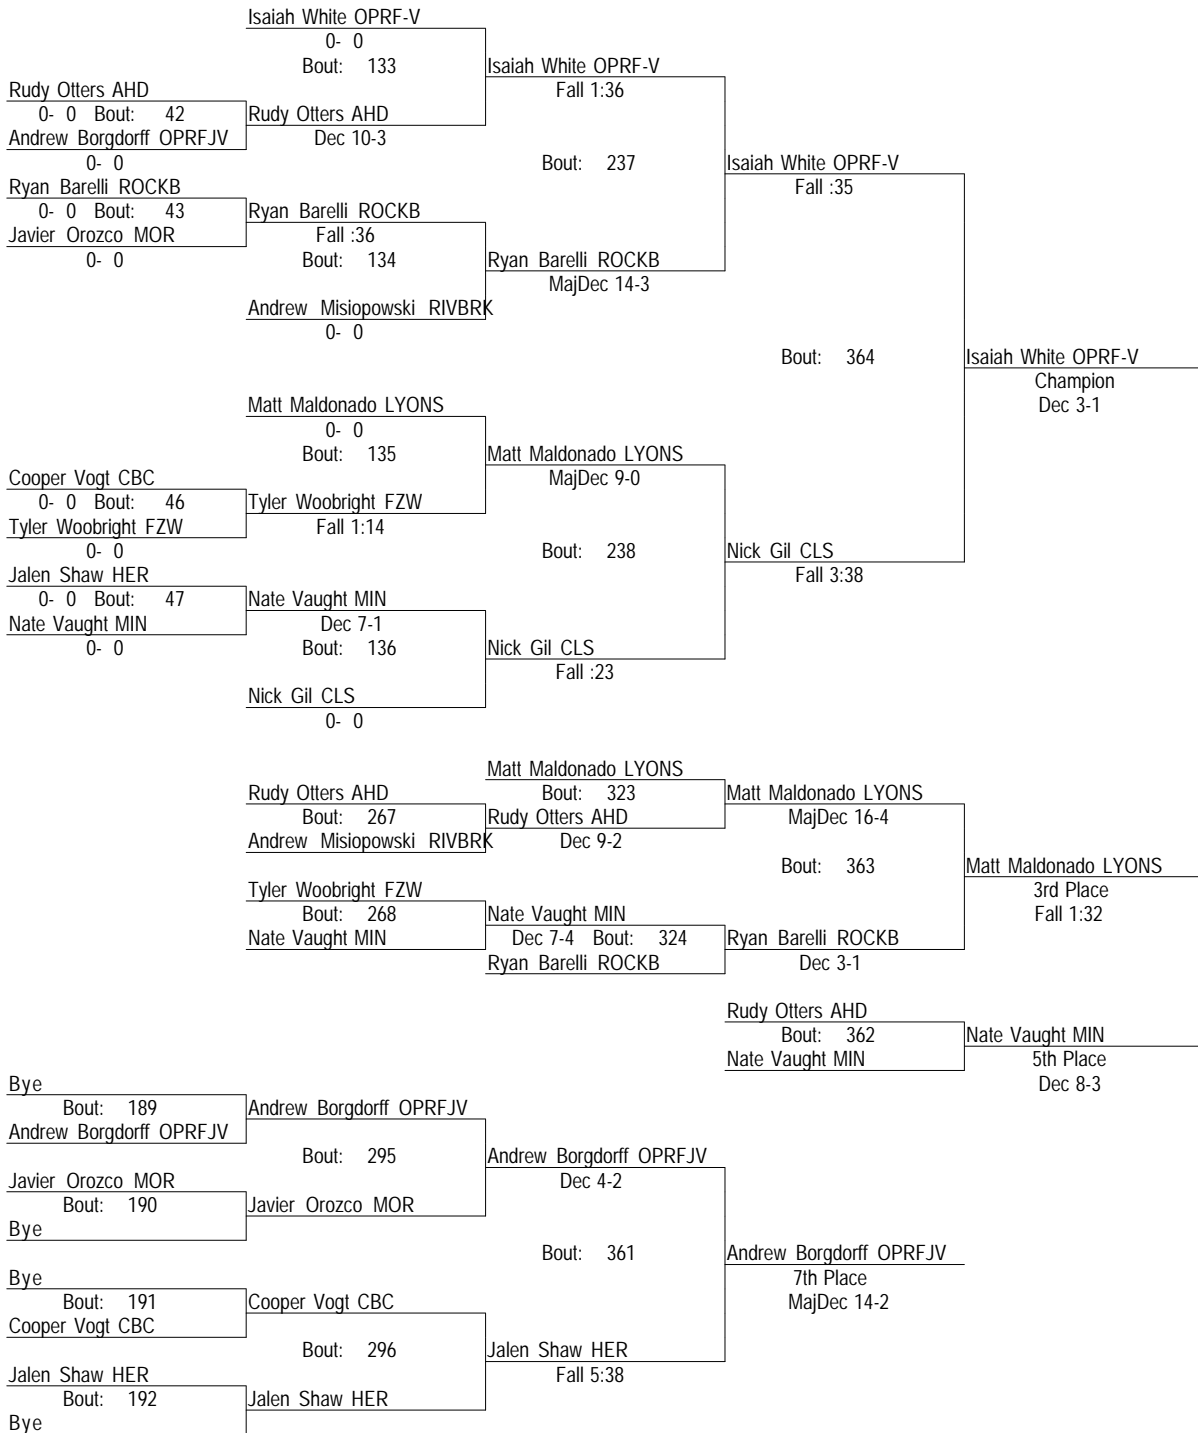 Isaiah White OPRF-V
0- 0
Bout: 133
Isaiah White OPRF-V
Fall 1:36
Rudy Otters AHD
0- 0 Bout: 42
Rudy Otters AHD
Andrew Borgdorff OPRFJV
Dec 10-3
0- 0
Bout: 237
Isaiah White OPRF-V
Fall :35
Ryan Barelli ROCKB
0- 0 Bout: 43
Ryan Barelli ROCKB
Javier Orozco MOR
Fall :36
0- 0
Bout: 134
Ryan Barelli ROCKB
MajDec 14-3
Andrew Misiopowski RIVBRK
0- 0
Bout: 364
Isaiah White OPRF-V
Champion
Dec 3-1
Matt Maldonado LYONS
0- 0
Bout: 135
Matt Maldonado LYONS
MajDec 9-0
Cooper Vogt CBC
0- 0 Bout: 46
Tyler Woobright FZW
Tyler Woobright FZW
Fall 1:14
0- 0
Bout: 238
Nick Gil CLS
Fall 3:38
Jalen Shaw HER
0- 0 Bout: 47
Nate Vaught MIN
Nate Vaught MIN
Dec 7-1
0- 0
Bout: 136
Nick Gil CLS
Fall :23
Nick Gil CLS
0- 0
Matt Maldonado LYONS
Rudy Otters AHD
Bout: 323
Matt Maldonado LYONS
Bout: 267
Rudy Otters AHD
MajDec 16-4
Andrew Misiopowski RIVBRK
Dec 9-2
Bout: 363
Matt Maldonado LYONS
3rd Place
Fall 1:32
Tyler Woobright FZW
Bout: 268
Nate Vaught MIN
Nate Vaught MIN
Dec 7-4 Bout: 324
Ryan Barelli ROCKB
Ryan Barelli ROCKB
Dec 3-1
Rudy Otters AHD
Bout: 362
Nate Vaught MIN
Nate Vaught MIN
5th Place
Dec 8-3
Bye
Bout: 189
Andrew Borgdorff OPRFJV
Andrew Borgdorff OPRFJV
Bout: 295
Andrew Borgdorff OPRFJV
Dec 4-2
Javier Orozco MOR
Bout: 190
Javier Orozco MOR
Bye
Bout: 361
Andrew Borgdorff OPRFJV
7th Place
MajDec 14-2
Bye
Bout: 191
Cooper Vogt CBC
Cooper Vogt CBC
Bout: 296
Jalen Shaw HER
Fall 5:38
Jalen Shaw HER
Bout: 192
Jalen Shaw HER
Bye